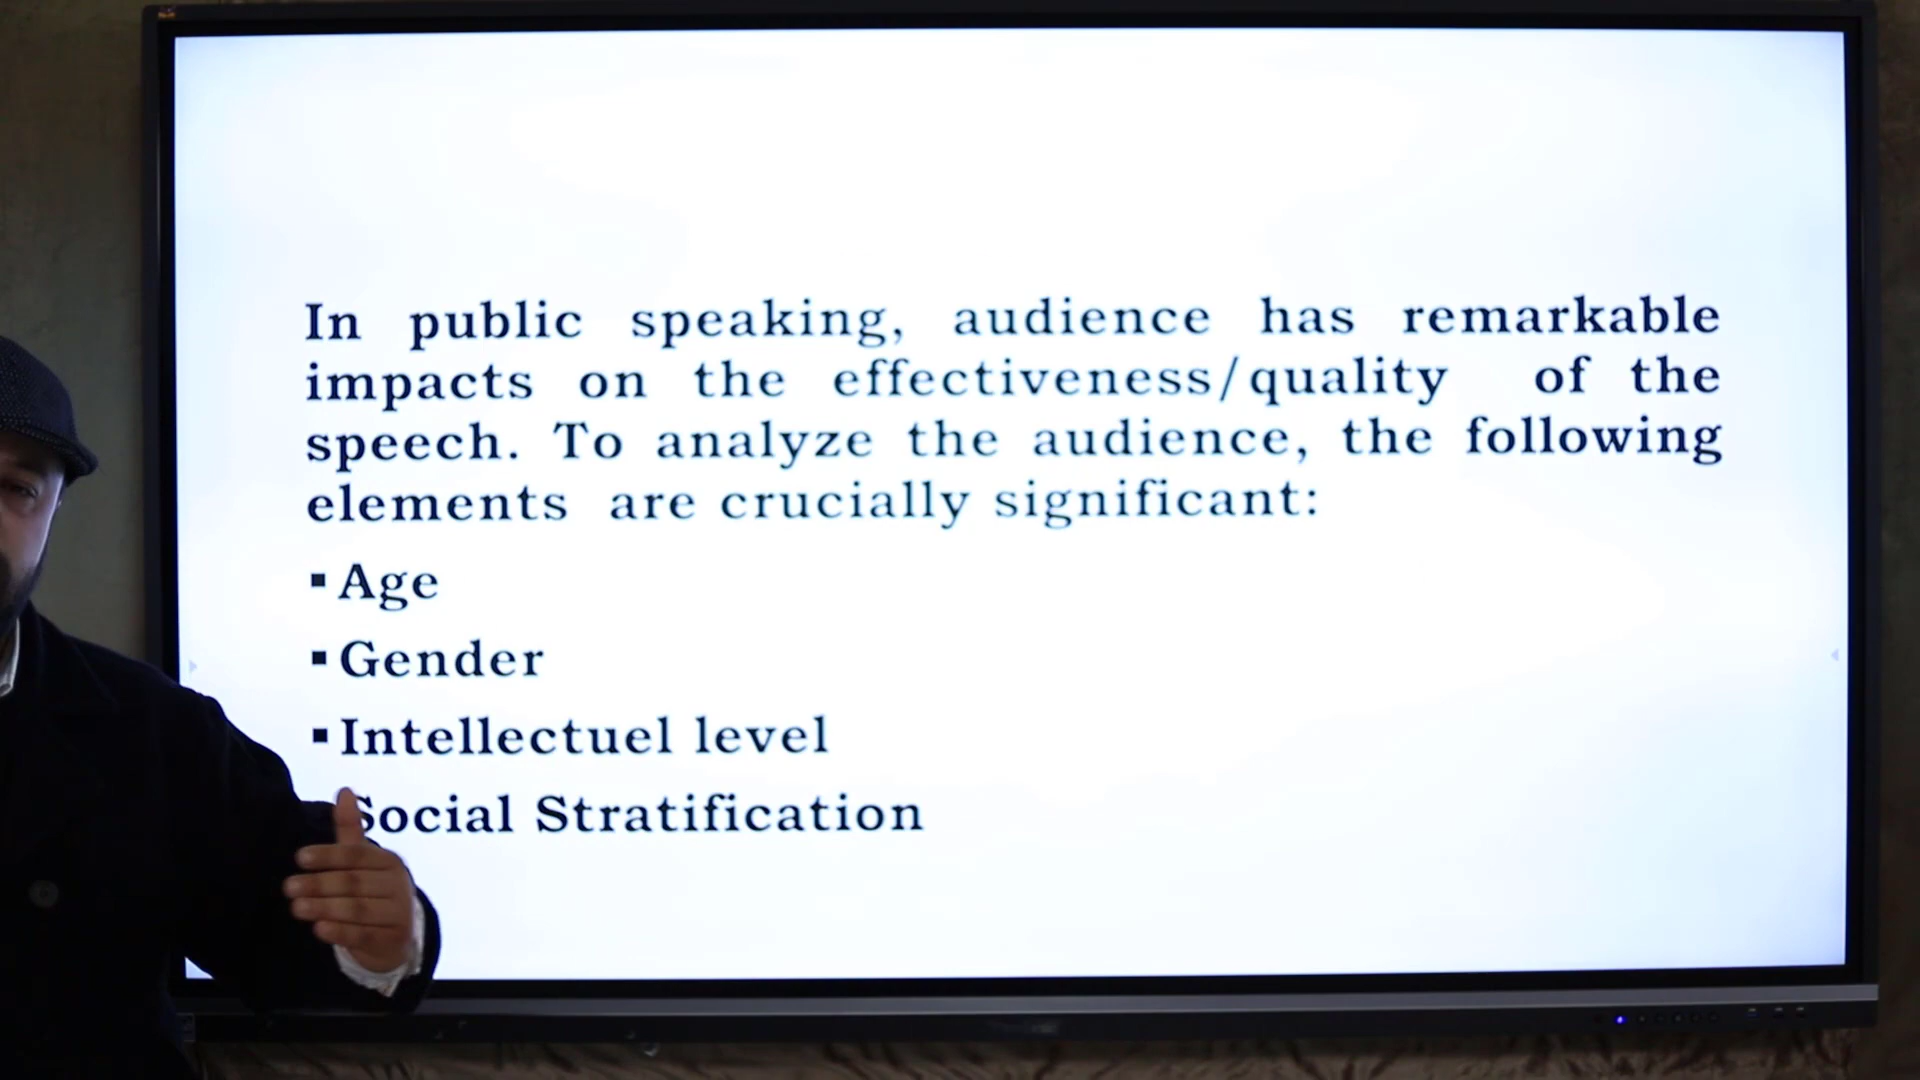 In public speaking, audience has remarkable
impacts on the effectiveness/quality of the
speech. To analyze the audience, the following
elements are crucially significant:
▪ Age
▪ Gender
▪ Intellectuel level
Social Stratification